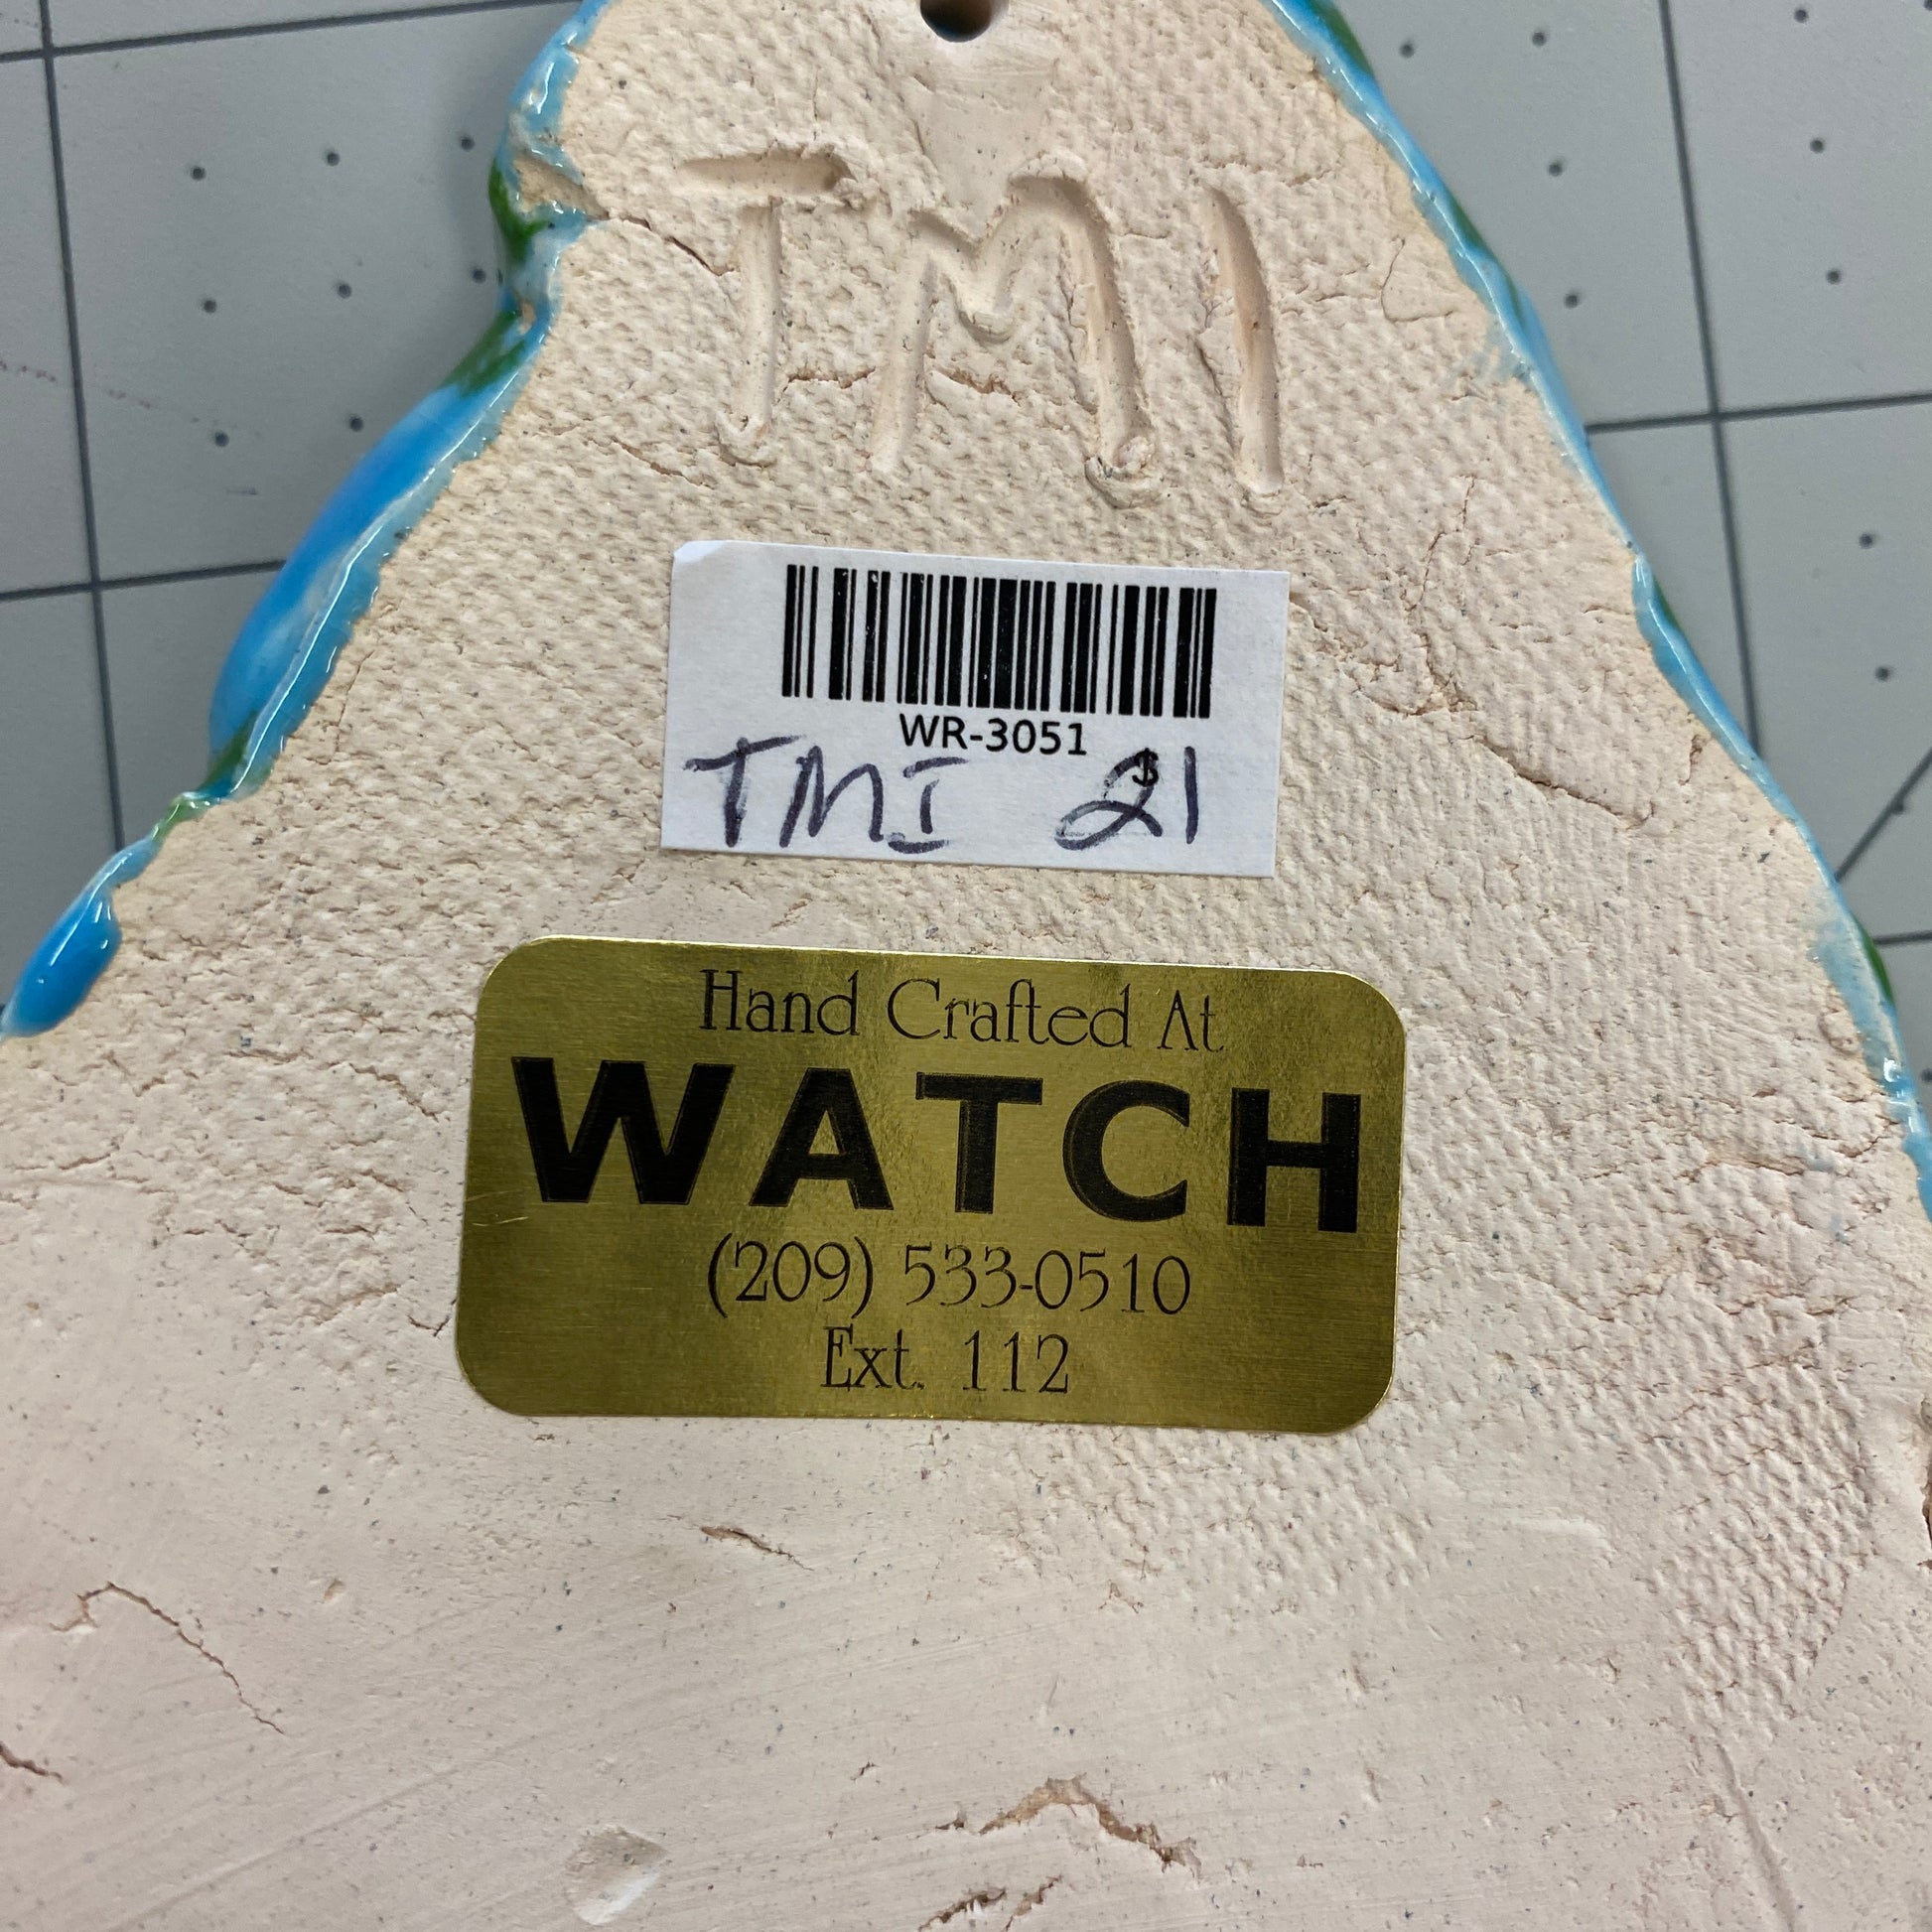 TMI
WR-3051
$
TMI 21
Hand Crafted At
WATCH
(209) 533-0510
Ext. 112